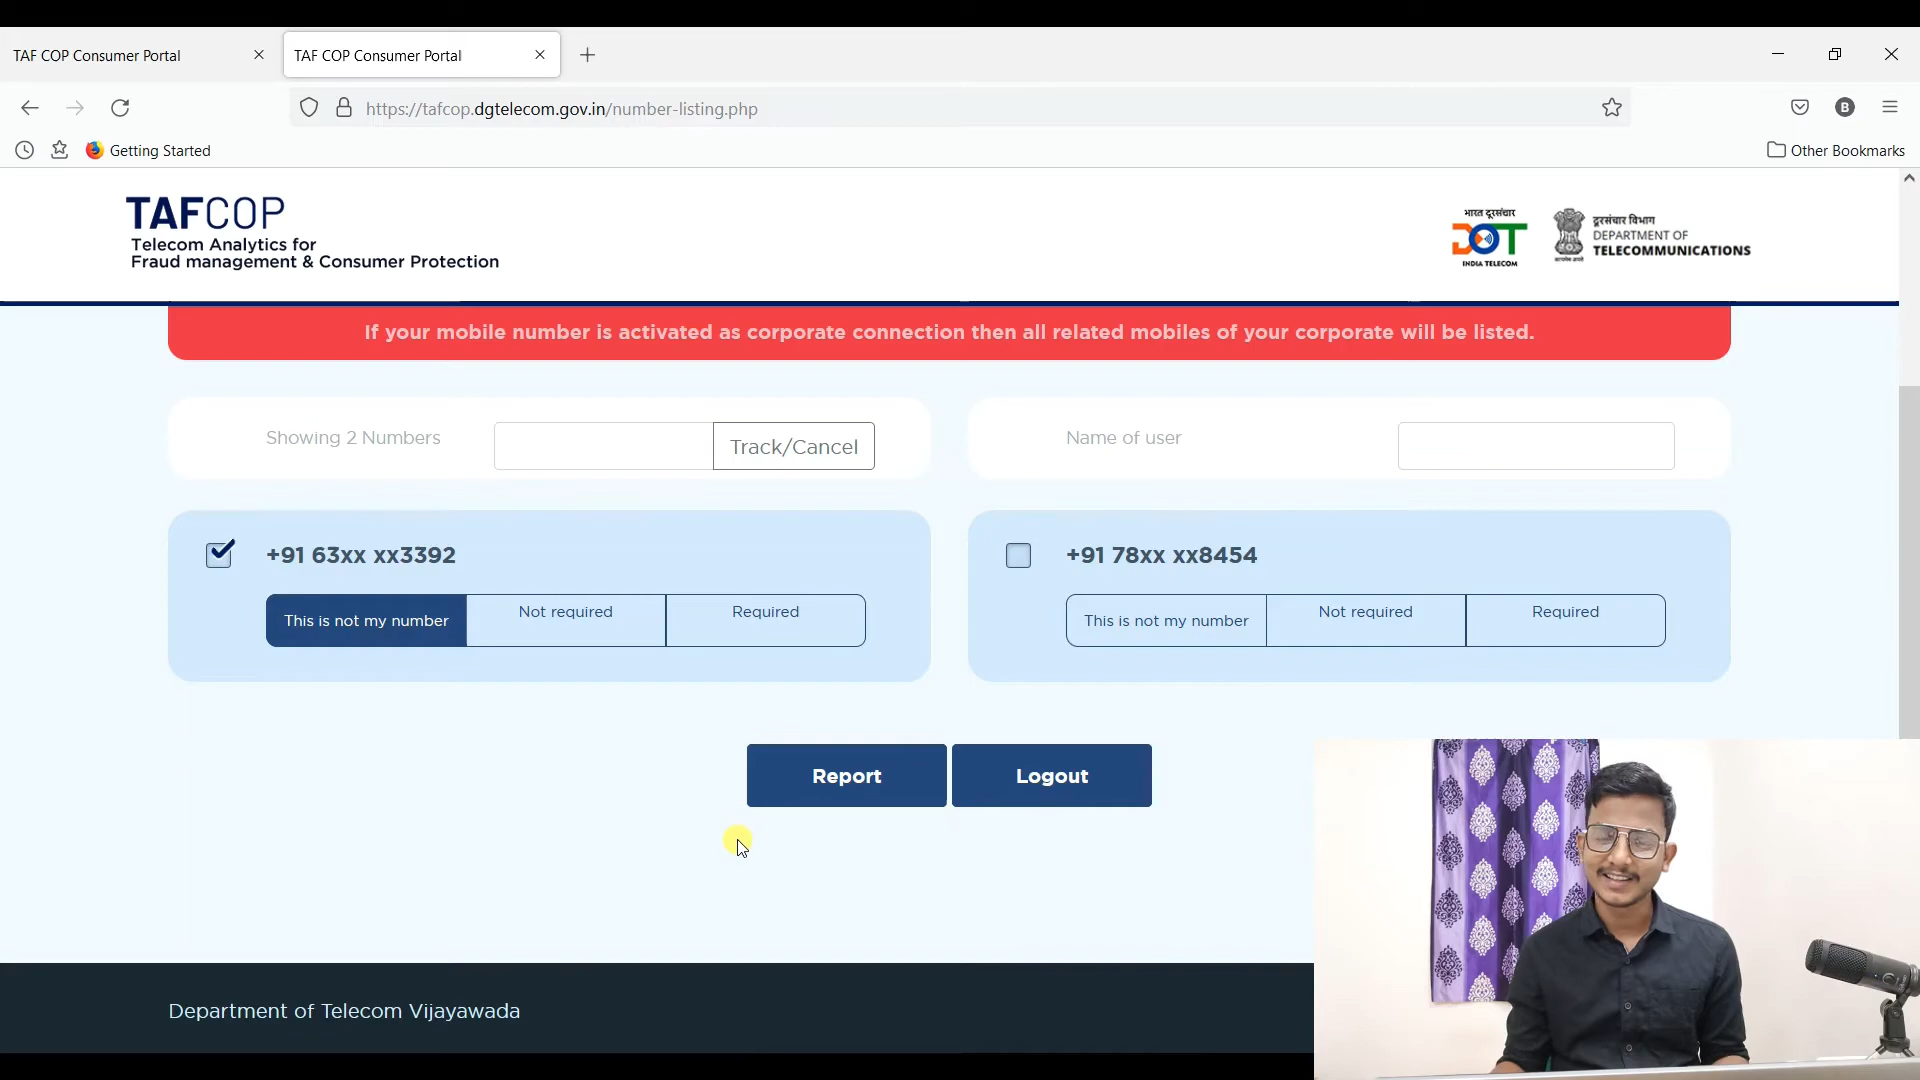 TAF COP Consumer Portal
TAF COP Consumer Portal
https://tafcop.dgtelecom.gov.in/number-listing.php
B
Getting Started
Other Bookmarks
TAFCOP
Telecom Analytics for
Fraud management & Consumer Protection
भारत दूरसंचार
DOT
INDIA TELECOM
दूरसंचार विभाग
DEPARTMENT OF
TELECOMMUNICATIONS
If your mobile number is activated as corporate connection then all related mobiles of your corporate will be listed.
Showing 2 Numbers
Track/Cancel
Name of user
+91 63xx xx3392
This is not my number
Not required
Required
+91 78xx xx8454
This is not my number
Not required
Required
Report
Logout
Department of Telecom Vijayawada